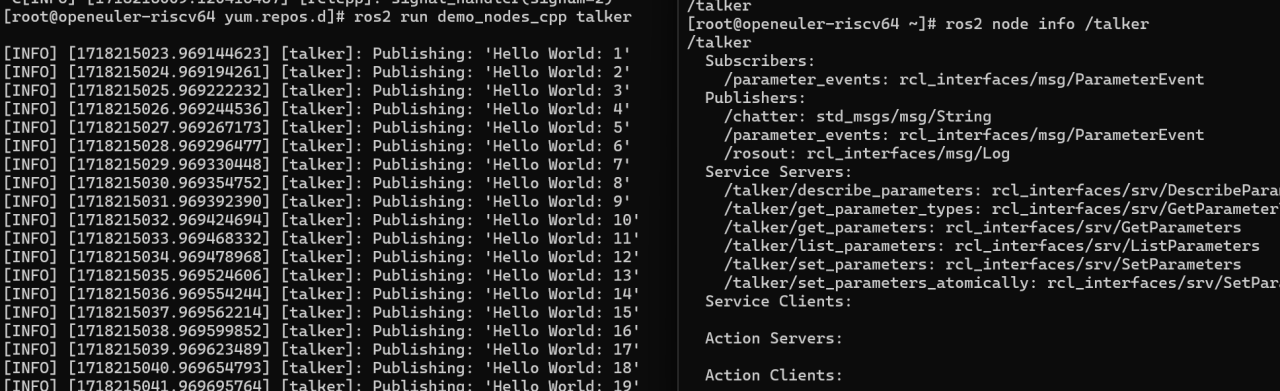 [root@openeuler-riscv64 yum.repos.d]# ros2 run demo_nodes_cpp talker
[INFO] [1718215023.969144623] [talker]: Publishing: 'Hello World: 1'
[INFO] [1718215024.969194261] [talker]: Publishing: 'Hello World: 2'
[INFO] [1718215025.969222232] [talker]: Publishing: 'Hello World: 3'
[INFO] [1718215026.969244536] [talker]: Publishing: 'Hello World: 4'
[INFO] [1718215027.969267173] [talker]: Publishing: 'Hello World: 5'
[INFO] [1718215028.969296477] [talker]: Publishing: 'Hello World: 6'
[INFO] [1718215029.969330448] [talker]: Publishing: 'Hello World: 7'
[INFO] [1718215030.969354752] [talker]: Publishing: 'Hello World: 8'
[INFO] [1718215031.969392390] [talker]: Publishing: 'Hello World: 9'
[INFO] [1718215032.969424694] [talker]: Publishing: 'Hello World: 10'
[INFO] [1718215033.969468332] [talker]: Publishing: 'Hello World: 11'
[INFO] [1718215034.969478968] [talker]: Publishing: 'Hello World: 12'
[INFO] [1718215035.969524606] [talker]: Publishing: 'Hello World: 13'
[INFO] [1718215036.969554244] [talker]: Publishing: 'Hello World: 14'
[INFO] [1718215037.969562214] [talker]: Publishing: 'Hello World: 15'
[INFO] [1718215038.969599852] [talker]: Publishing: 'Hello World: 16'
[INFO] [1718215039.969623489] [talker]: Publishing: 'Hello World: 17'
[INFO] [1718215040.969654793] [talker]: Publishing: 'Hello World: 18'
[INFO] [1718215041.969695764] [talker]: Publishing: 'Hello World: 19'
/talker
[root@openeuler-riscv64 ~]# ros2 node info /talker
/talker
  Subscribers:
    /parameter_events: rcl_interfaces/msg/ParameterEvent
  Publishers:
    /chatter: std_msgs/msg/String
    /parameter_events: rcl_interfaces/msg/ParameterEvent
    /rosout: rcl_interfaces/msg/Log
  Service Servers:
    /talker/describe_parameters: rcl_interfaces/srv/DescribePara
    /talker/get_parameter_types: rcl_interfaces/srv/GetParameter
    /talker/get_parameters: rcl_interfaces/srv/GetParameters
    /talker/list_parameters: rcl_interfaces/srv/ListParameters
    /talker/set_parameters: rcl_interfaces/srv/SetParameters
    /talker/set_parameters_atomically: rcl_interfaces/srv/SetPara
  Service Clients:
  Action Servers:
  Action Clients: